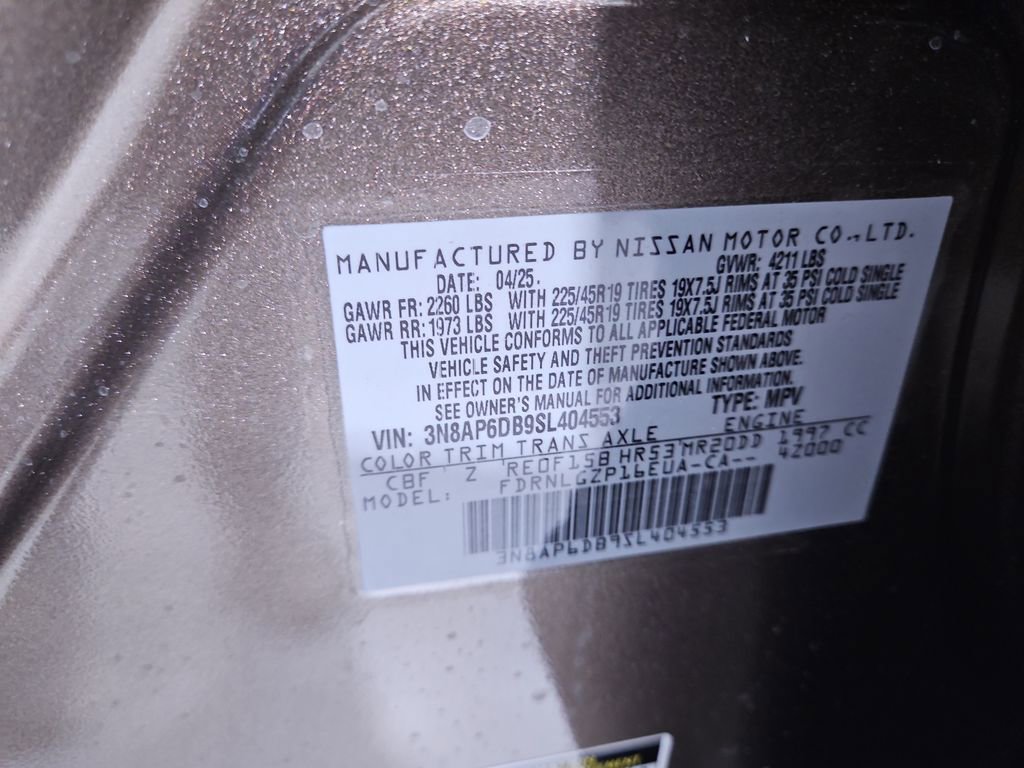 MANUFACTURED BY NISSAN MOTOR CO.,LTD.
DATE: 04/25. GVWR: 4211 LBS
GAWR FR: 2260 LBS WITH 225/45R19 TIRES 19X7.5J RIMS AT 35 PSI COLD SINGLE
GAWR RR: 1973 LBS WITH 225/45R19 TIRES 19X7.5J RIMS AT 35 PSI COLD SINGLE
THIS VEHICLE CONFORMS TO ALL APPLICABLE FEDERAL MOTOR
VEHICLE SAFETY AND THEFT PREVENTION STANDARDS
IN EFFECT ON THE DATE OF MANUFACTURE SHOWN ABOVE.
SEE OWNER'S MANUAL FOR ADDITIONAL INFORMATION.
VIN: 3N8AP6DB9SL404553 TYPE: MPV
COLOR TRIM TRANS AXLE ENGINE
CBF Z RE0F15B HR53 MR20DD 1997 CC
MODEL: FDRNLGZP16EUA-CA-- 42000
3N8AP6DB9SL404553